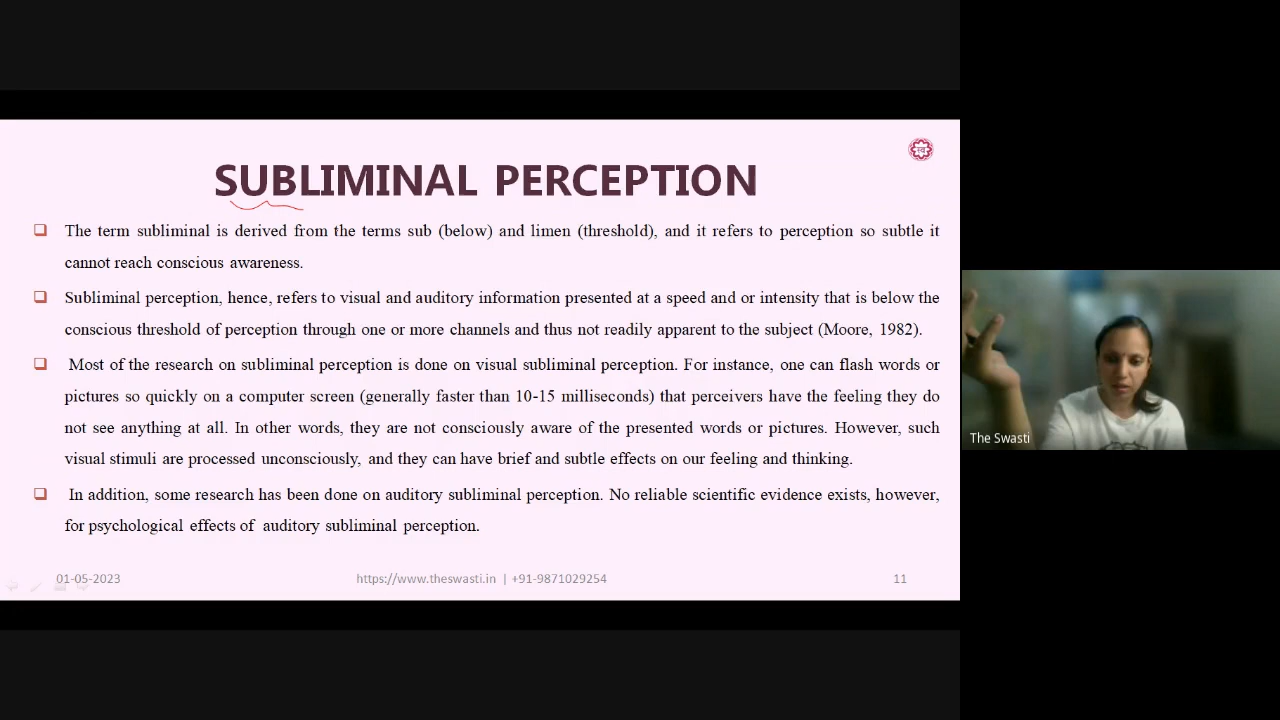 SUBLIMINAL PERCEPTION
The term subliminal is derived from the terms sub (below) and limen (threshold), and it refers to perception so subtle it
cannot reach conscious awareness.
Subliminal perception, hence, refers to visual and auditory information presented at a speed and or intensity that is below the
conscious threshold of perception through one or more channels and thus not readily apparent to the subject (Moore, 1982).
Most of the research on subliminal perception is done on visual subliminal perception. For instance, one can flash words or
pictures so quickly on a computer screen (generally faster than 10-15 milliseconds) that perceivers have the feeling they do
not see anything at all. In other words, they are not consciously aware of the presented words or pictures. However, such
visual stimuli are processed unconsciously, and they can have brief and subtle effects on our feeling and thinking.
In addition, some research has been done on auditory subliminal perception. No reliable scientific evidence exists, however,
for psychological effects of auditory subliminal perception.
01-05-2023 https://www.theswasti.in | +91-9871029254 11
The Swasti